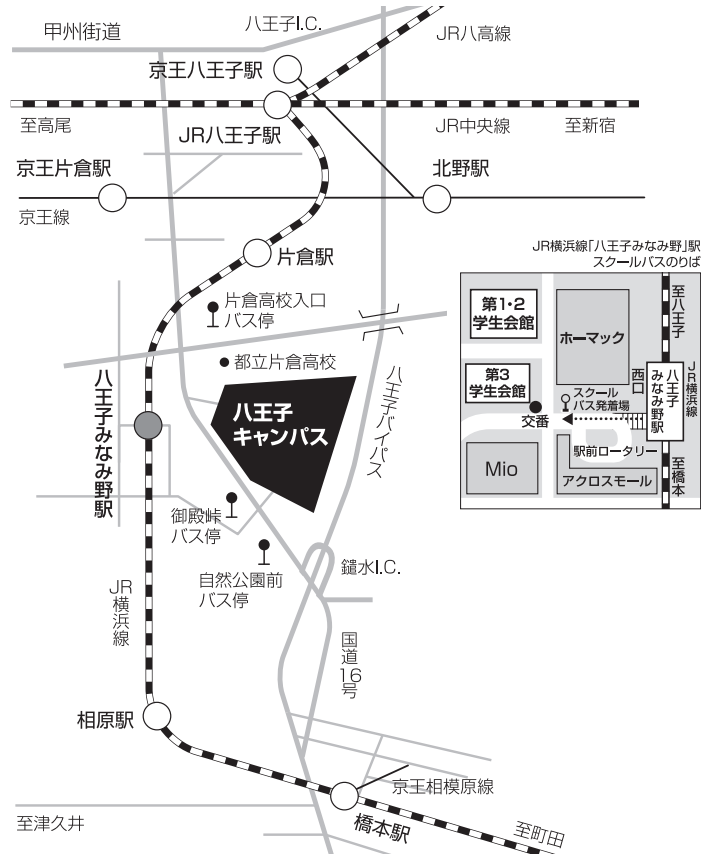 八王子I.C.
甲州街道
JR八高線
京王八王子駅
至高尾
JR八王子駅
JR中央線
至新宿
京王片倉駅
北野駅
京王線
片倉駅
JR横浜線「八王子みなみ野」駅
スクールバスのりば
片倉高校入口
バス停
都立片倉高校
八王子バイパス
八王子みなみ野駅
八王子
キャンパス
御殿峠
バス停
自然公園前
バス停
鑓水I.C.
JR横浜線
国道16号
相原駅
京王相模原線
橋本駅
至津久井
至町田
第1・2
学生会館
ホーマック
至八王子
第3
学生会館
スクール
バス発着場
西口
八王子
みなみ野駅
JR横浜線
交番
駅前ロータリー
Mio
アクロスモール
至橋本